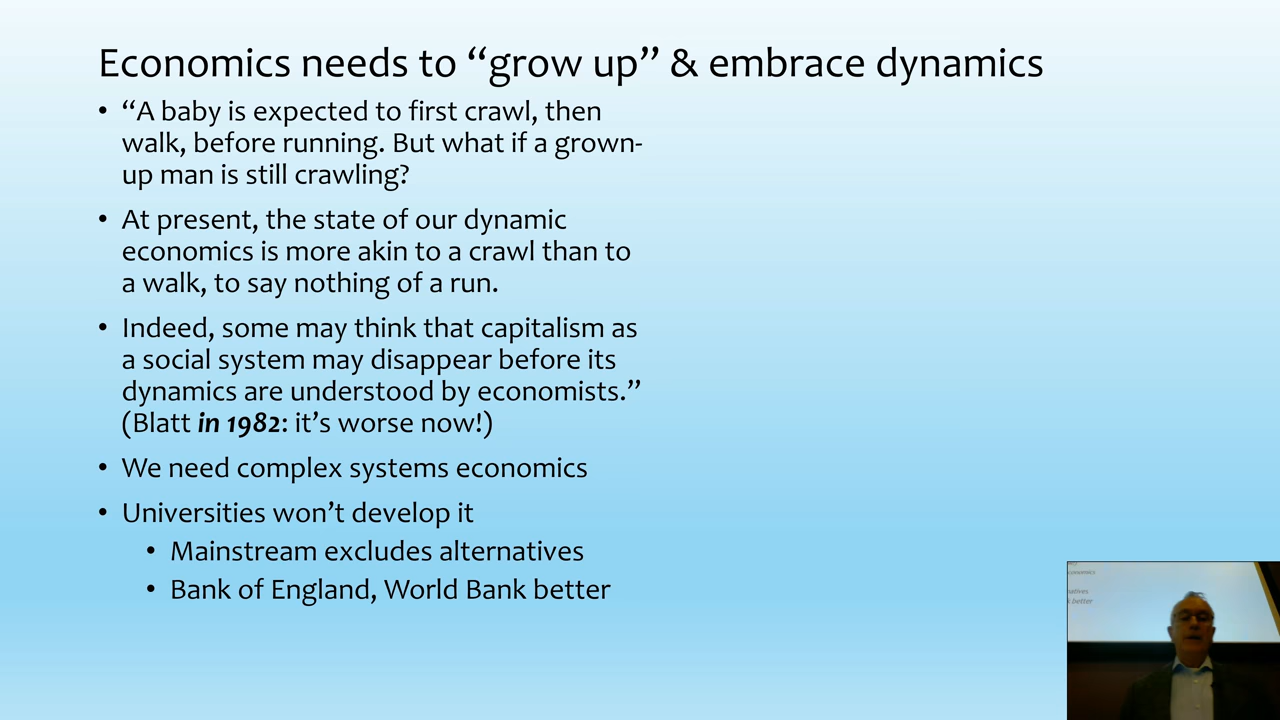 Economics needs to “grow up” & embrace dynamics
• “A baby is expected to first crawl, then
walk, before running. But what if a grown-
up man is still crawling?
• At present, the state of our dynamic
economics is more akin to a crawl than to
a walk, to say nothing of a run.
• Indeed, some may think that capitalism as
a social system may disappear before its
dynamics are understood by economists.”
(Blatt in 1982: it’s worse now!)
• We need complex systems economics
• Universities won’t develop it
• Mainstream excludes alternatives
• Bank of England, World Bank better
better